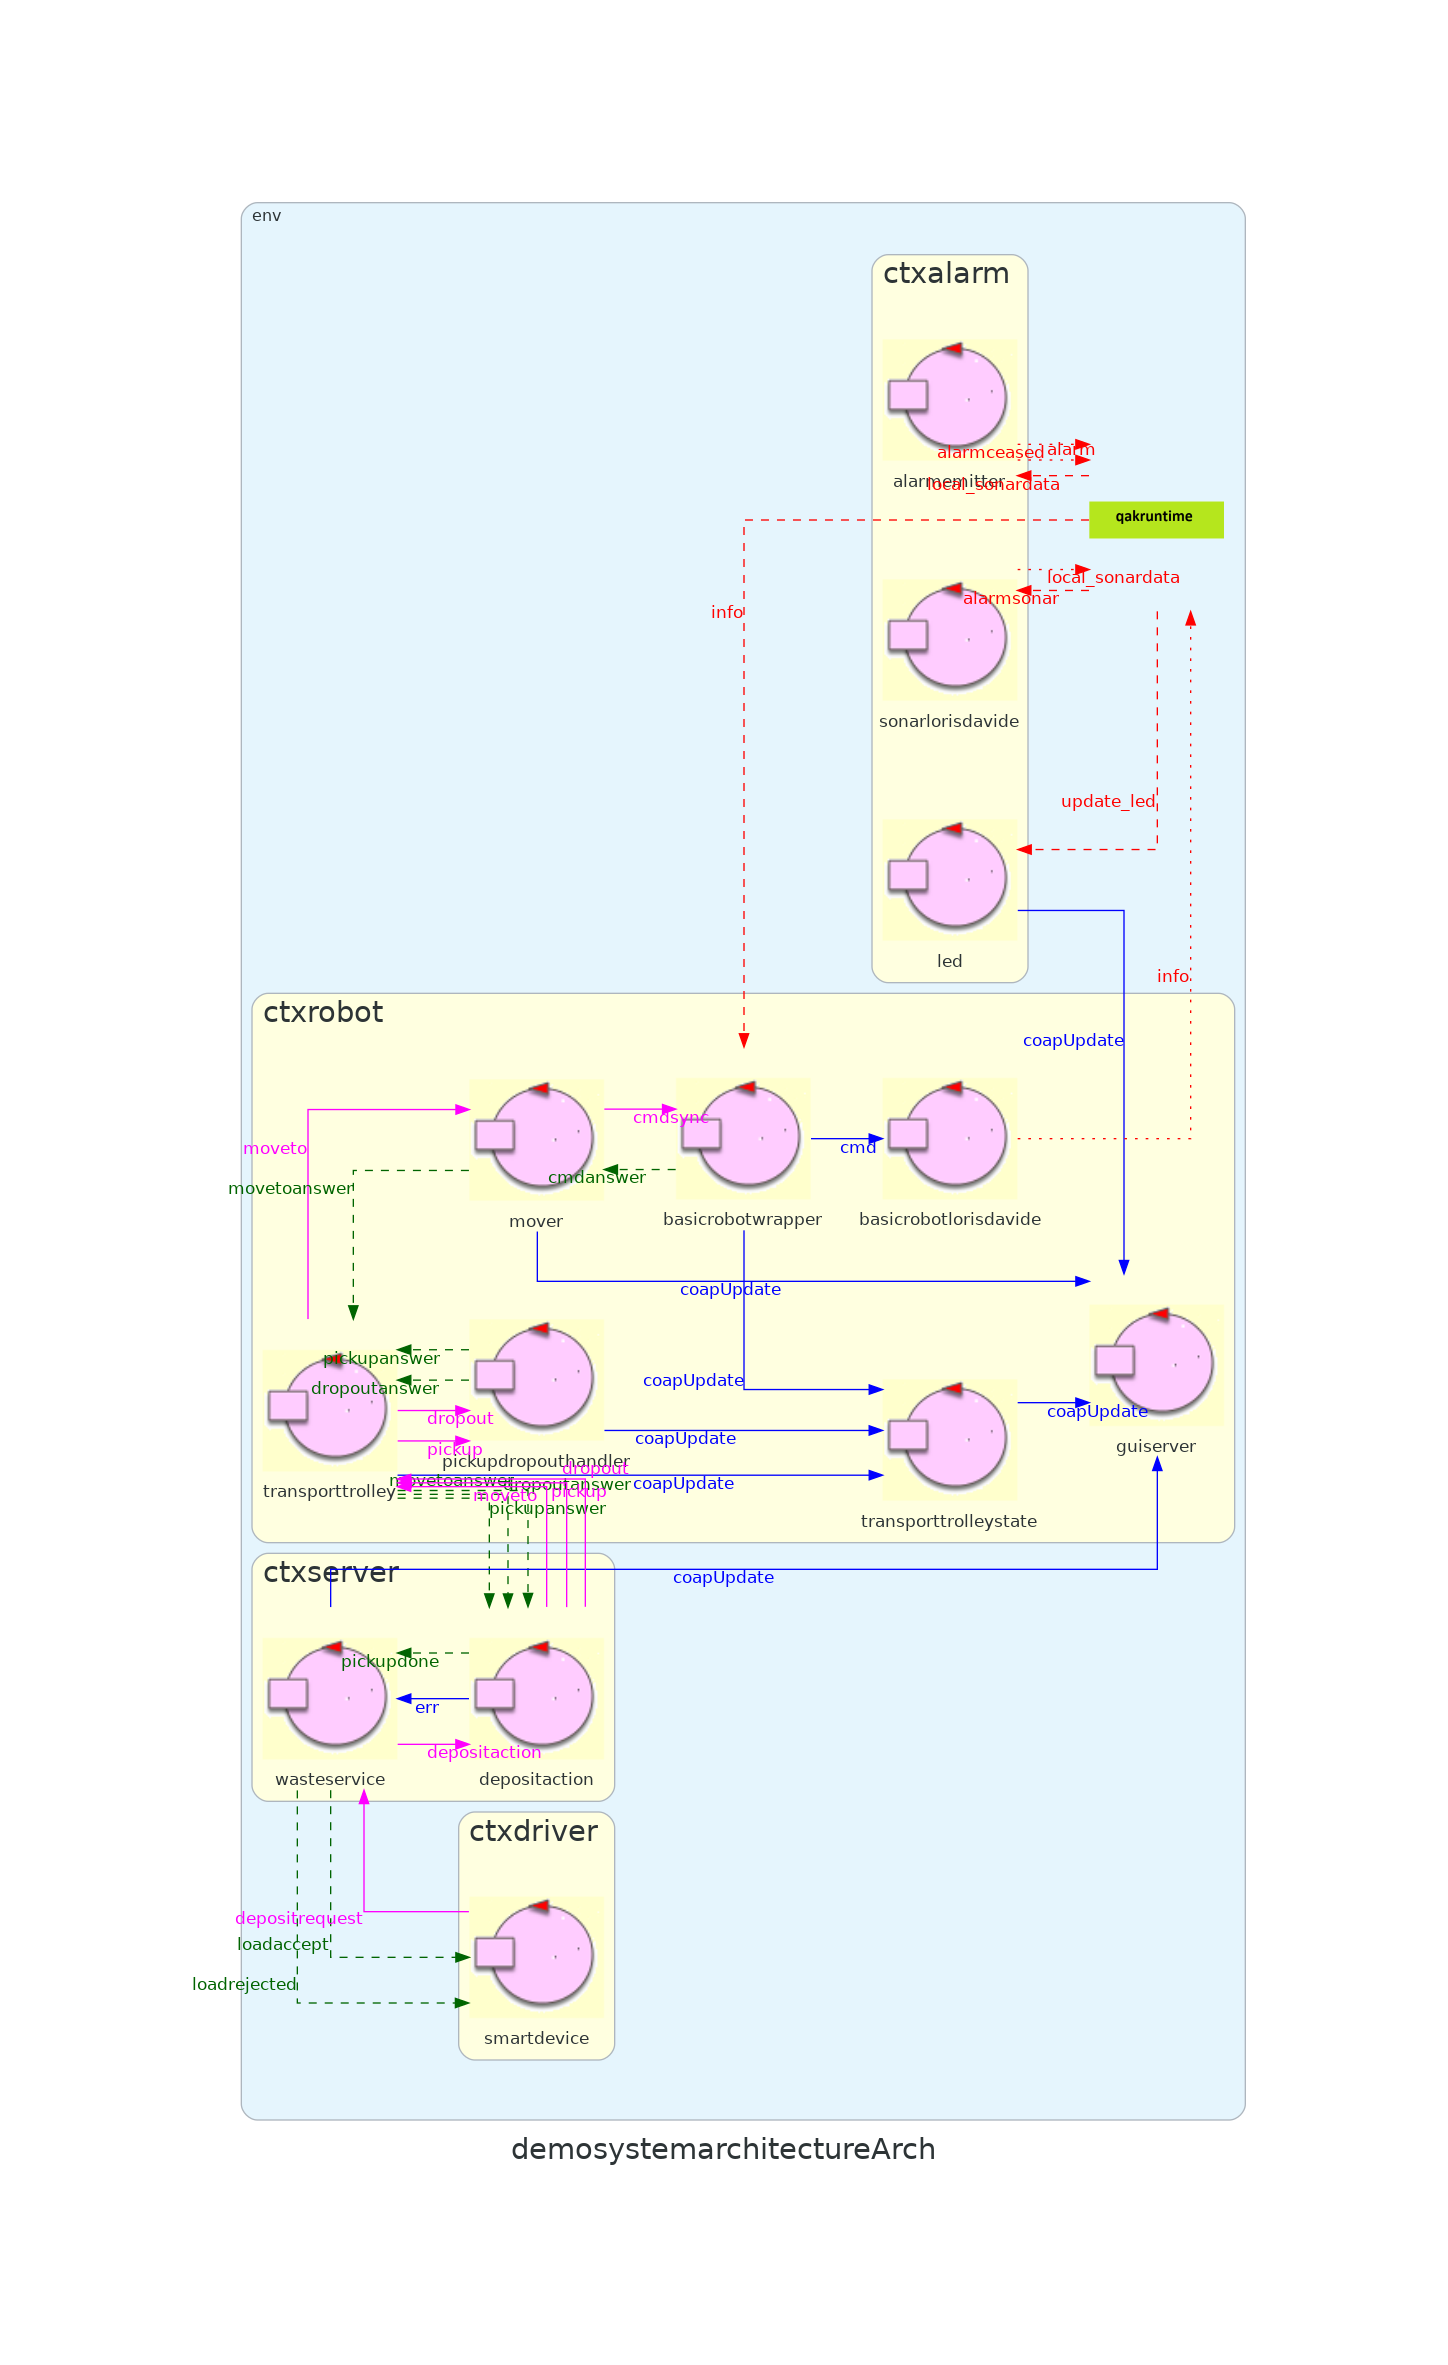 env
ctxalarm
alarmceased
alarm
alarmemitter
local_sonardata
qakruntime
local_sonardata
alarmsonar
info
sonarlorisdavide
update_led
led
info
ctxrobot
coapUpdate
moveto
cmdsync
cmd
movetoanswer
cmdanswer
mover
basicrobotwrapper
basicrobotlorisdavide
coapUpdate
pickupanswer
dropoutanswer
coapUpdate
coapUpdate
dropout
pickup
coapUpdate
guiserver
pickupdropouthandler
dropout
movetoanswer
dropoutanswer
coapUpdate
transporttrolley
moveto
pickup
pickupanswer
transporttrolleystate
ctxserver
coapUpdate
pickupdone
err
depositaction
wasteservice
depositaction
ctxdriver
depositrequest
loadaccept
loadrejected
smartdevice
demosystemarchitectureArch